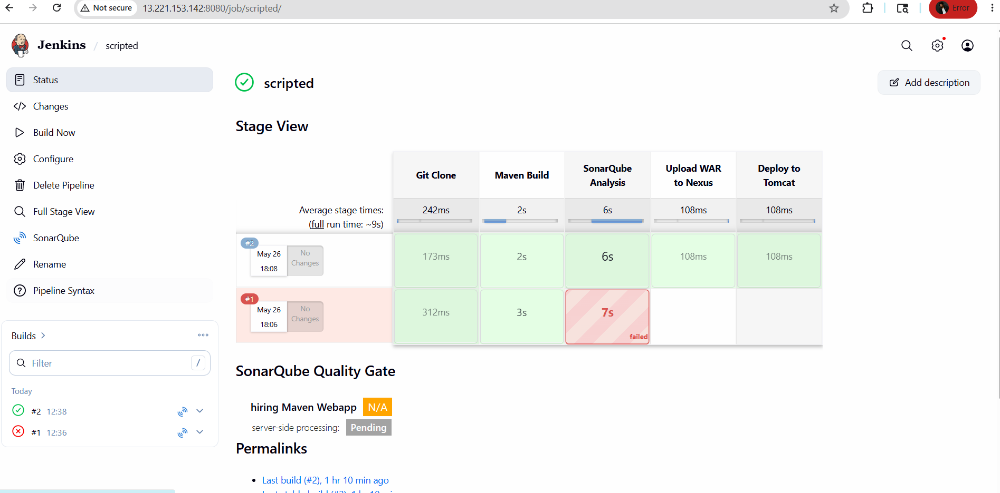 Not secure
13.221.153.142:8080/job/scripted/
Error
Jenkins / scripted
Status
Changes
Build Now
Configure
Delete Pipeline
Full Stage View
SonarQube
Rename
Pipeline Syntax
Builds
Filter /
Today
#2 12:38
#1 12:36
scripted
Add description
Stage View
Git Clone
Maven Build
SonarQube
Analysis
Upload WAR
to Nexus
Deploy to
Tomcat
Average stage times:
(full run time: ~9s)
242ms
2s
6s
108ms
108ms
#2
May 26
18:08
No
Changes
173ms
2s
6s
108ms
108ms
#1
May 26
18:06
No
Changes
312ms
3s
7s
failed
SonarQube Quality Gate
hiring Maven Webapp N/A
server-side processing: Pending
Permalinks
Last build (#2), 1 hr 10 min ago